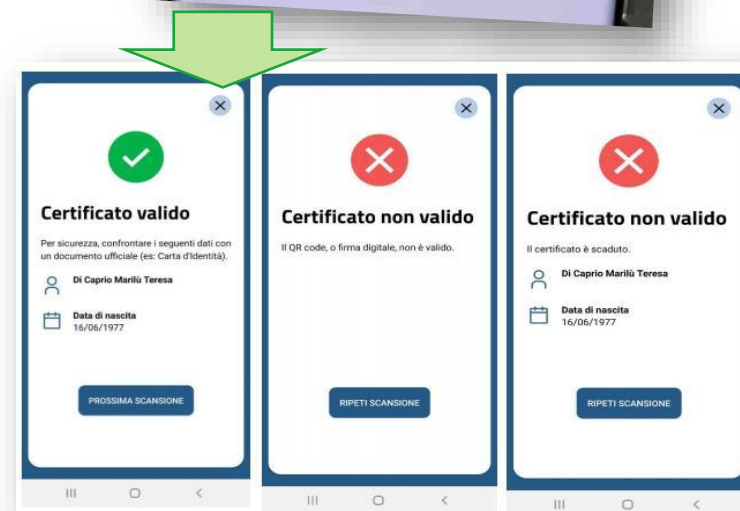 Certificato valido
Per sicurezza, confrontare i seguenti dati con
un documento ufficiale (es: Carta d'Identità).
Di Caprio Marilù Teresa
Data di nascita
16/06/1977
PROSSIMA SCANSIONE
Certificato non valido
Il QR code, o firma digitale, non è valido.
RIPETI SCANSIONE
Certificato non valido
Il certificato è scaduto.
Di Caprio Marilù Teresa
Data di nascita
16/06/1977
RIPETI SCANSIONE